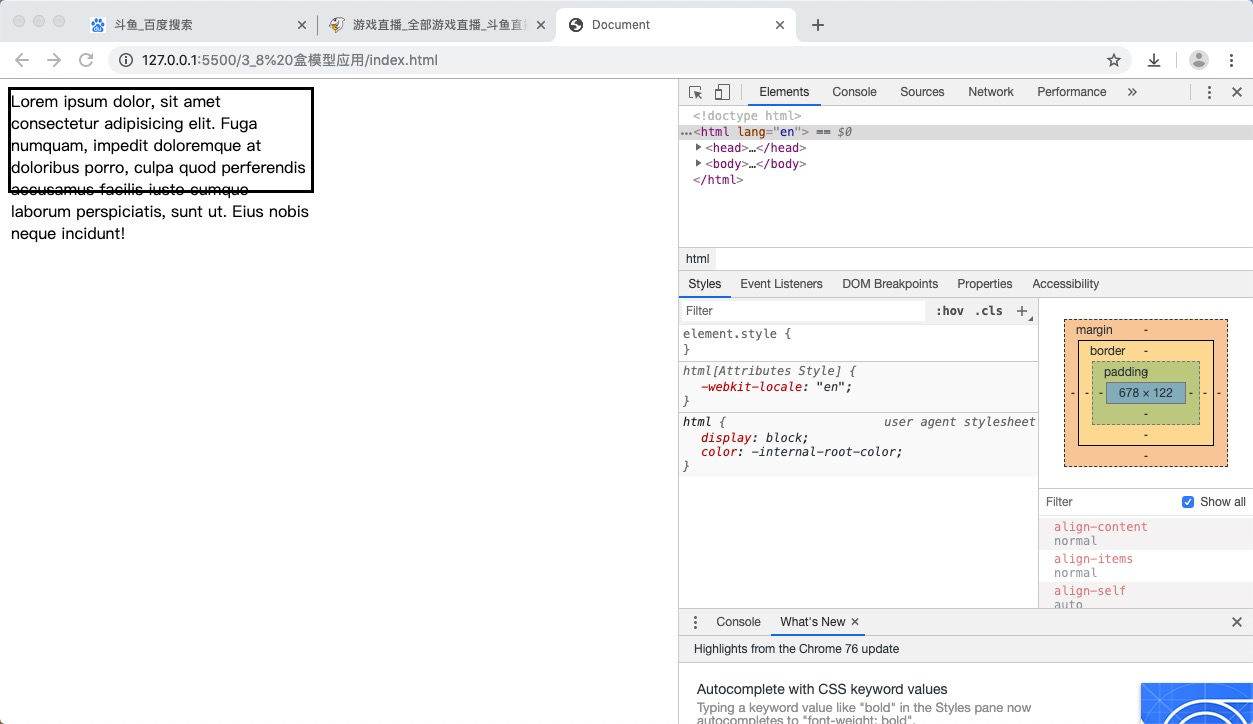 斗鱼_百度搜索
游戏直播_全部游戏直播_斗鱼直
Document
127.0.0.1:5500/3_8%20盒模型应用/index.html
Lorem ipsum dolor, sit amet
consectetur adipisicing elit. Fuga
numquam, impedit doloremque at
doloribus porro, culpa quod perferendis
accusamus facilis iusto cumque
laborum perspiciatis, sunt ut. Eius nobis
neque incidunt!
Elements Console Sources Network Performance »
<!doctype html>
…<html lang="en"> == $0
<head>…</head>
<body>…</body>
</html>
html
Styles Event Listeners DOM Breakpoints Properties Accessibility
Filter :hov .cls +
element.style {
}
html[Attributes Style] {
-webkit-locale: "en";
}
html { user agent stylesheet
display: block;
color: -internal-root-color;
}
margin -
border -
padding -
- - - 678 × 122 - - -
-
-
-
Filter Show all
align-content
normal
align-items
normal
align-self
auto
Console What's New ×
Highlights from the Chrome 76 update
Autocomplete with CSS keyword values
Typing a keyword value like "bold" in the Styles pane now
autocompletes to "font-weight: bold".